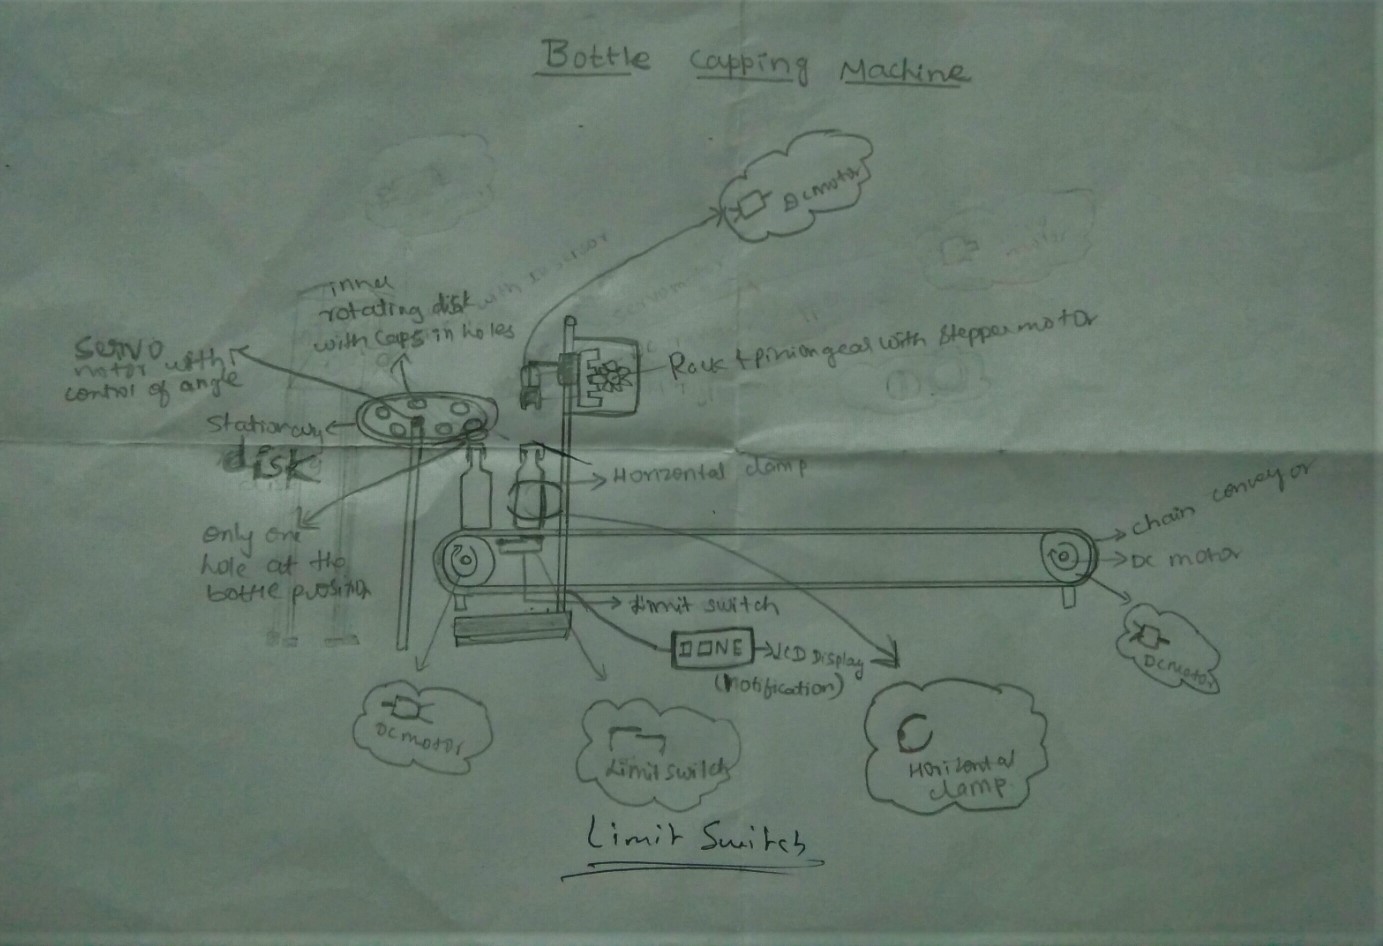 Bottle Capping Machine
DC motor
inner
rotating disk
with Caps in holes
Servo
motor with
control of angle
Rack & pinion gear with stepper motor
Stationary
disk
Horizontal clamp
chain conveyor
only one
hole at the
bottle
DC motor
Limit switch
DONE
LCD Display
(Notification)
DC motor
DC motor
Limit switch
Horizontal
clamp
Limit Switch